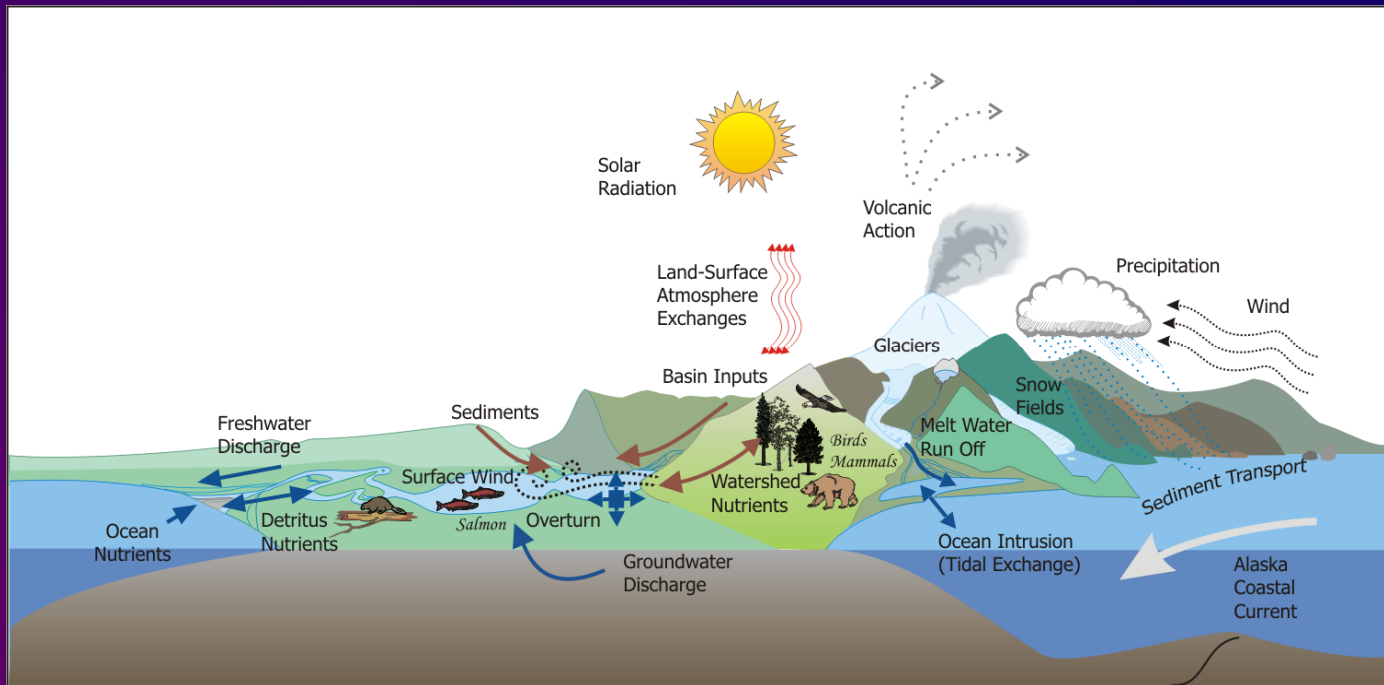 Solar
Radiation
Volcanic
Action
Land-Surface
Atmosphere
Exchanges
Precipitation
Wind
Glaciers
Basin Inputs
Snow
Fields
Sediments
Freshwater
Discharge
Melt Water
Run Off
Birds
Mammals
Surface Wind
Watershed
Nutrients
Sediment Transport
Salmon
Overturn
Detritus
Nutrients
Ocean
Nutrients
Ocean Intrusion
(Tidal Exchange)
Groundwater
Discharge
Alaska
Coastal
Current